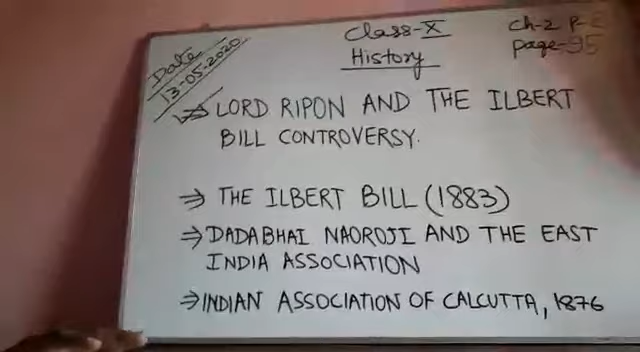 Date
13-05-2020
Class-X
History
Ch-2
page-95
LORD RIPON AND THE ILBERT
BILL CONTROVERSY.
⇒ THE ILBERT BILL (1883)
⇒ DADABHAI NAOROJI AND THE EAST
INDIA ASSOCIATION
⇒ INDIAN ASSOCIATION OF CALCUTTA, 1876